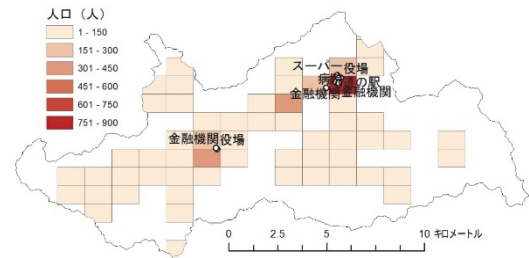 人口（人）
1 - 150
151 - 300
301 - 450
451 - 600
601 - 750
751 - 900
スーパー役場
病院道の駅
金融機関金融機関
金融機関役場
0 2.5 5 10 キロメートル